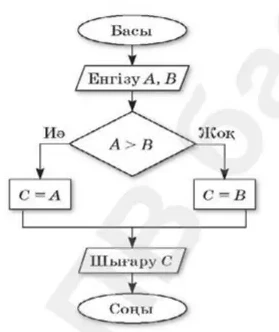 Басы
Енгізу A, B
Иә
A > B
Жоқ
C = A
C = B
Шығару C
Соңы